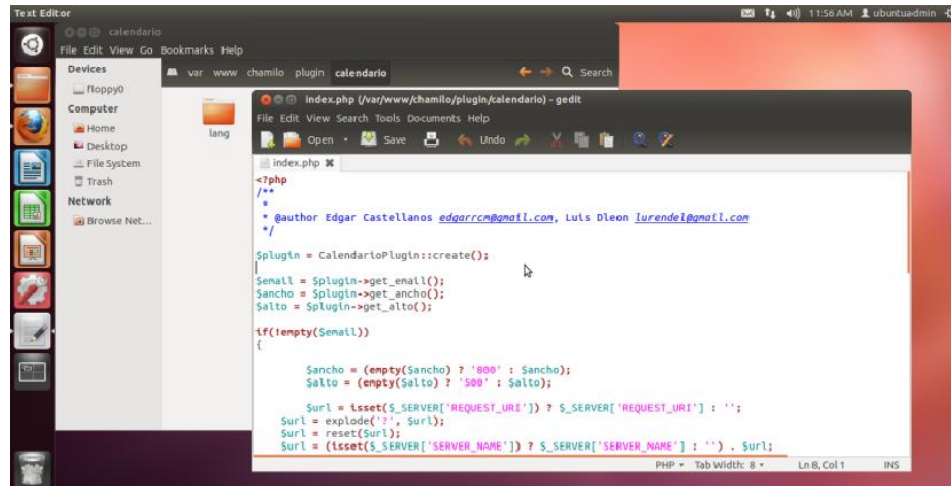 Text Editor
11:56 AM ubuntuadmin
calendario
File Edit View Go Bookmarks Help
Devices
var www chamilo plugin calendario
Search
floppy0
Computer
Home
Desktop
File System
Trash
Network
Browse Net...
lang
index.php (/var/www/chamilo/plugin/calendario) - gedit
File Edit View Search Tools Documents Help
Open Save Undo
index.php
<?php
/**
*
* @author Edgar Castellanos edgarrcm@gmail.com, Luis Dleon lurendel@gmail.com
*/
$plugin = CalendarioPlugin::create();
$email = $plugin->get_email();
$ancho = $plugin->get_ancho();
$alto = $plugin->get_alto();
if(!empty($email))
{
$ancho = (empty($ancho) ? '800' : $ancho);
$alto = (empty($alto) ? '500' : $alto);
$url = isset($_SERVER['REQUEST_URI']) ? $_SERVER['REQUEST_URI'] : '';
$url = explode('?', $url);
$url = reset($url);
$url = (isset($_SERVER['SERVER_NAME']) ? $_SERVER['SERVER_NAME'] : '') . $url;
PHP Tab Width: 8 Ln 8, Col 1 INS